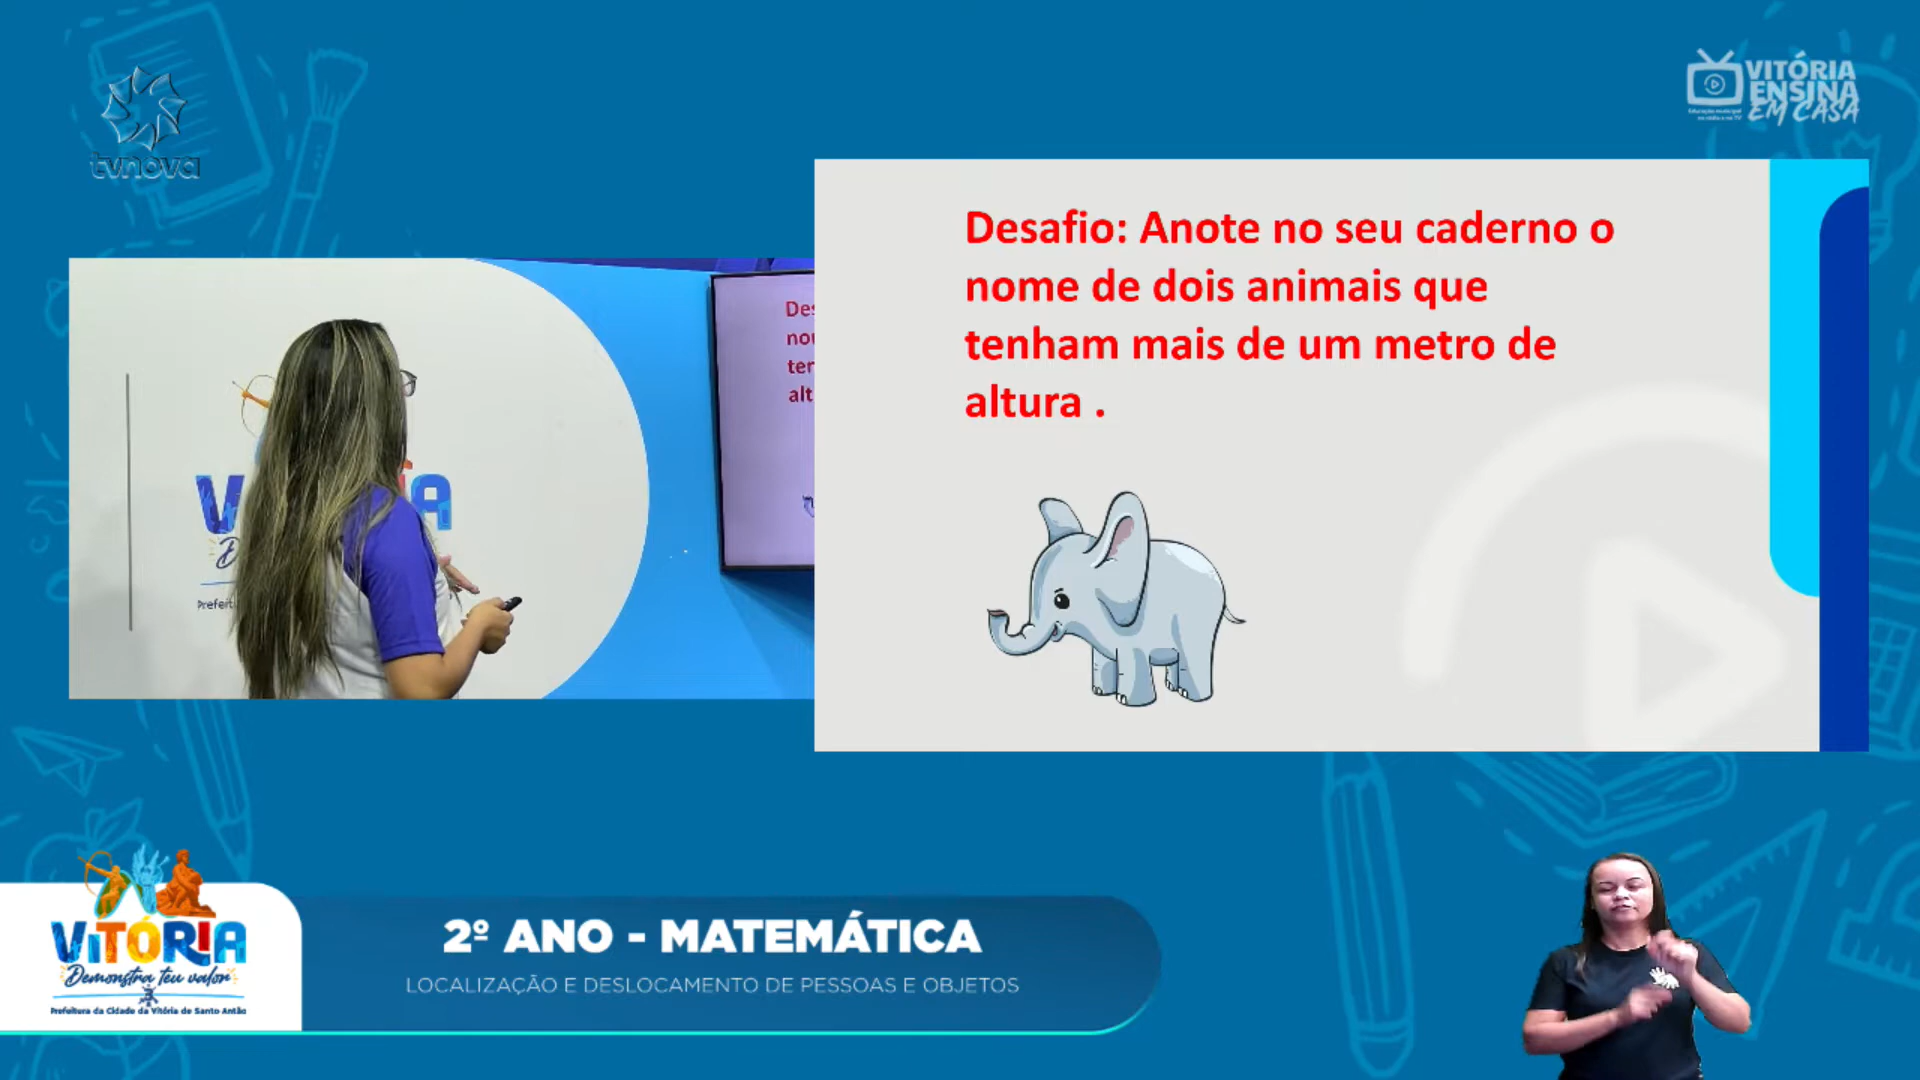 tvnova
VITÓRIA
ENSINA
EM CASA
Desafio: Anote no seu caderno o
nome de dois animais que
tenham mais de um metro de
altura .
VITÓRIA
Demonstra teu valor
Prefeitura da Cidade da Vitória de Santo Antão
2º ANO - MATEMÁTICA
LOCALIZAÇÃO E DESLOCAMENTO DE PESSOAS E OBJETOS